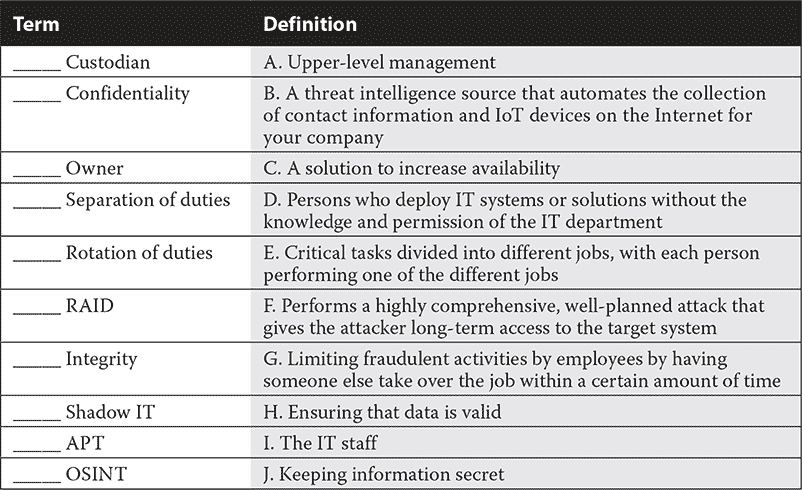 Term Definition
_____ Custodian A. Upper-level management
_____ Confidentiality B. A threat intelligence source that automates the collection
of contact information and IoT devices on the Internet for
your company
_____ Owner C. A solution to increase availability
_____ Separation of duties D. Persons who deploy IT systems or solutions without the
knowledge and permission of the IT department
_____ Rotation of duties E. Critical tasks divided into different jobs, with each person
performing one of the different jobs
_____ RAID F. Performs a highly comprehensive, well-planned attack that
gives the attacker long-term access to the target system
_____ Integrity G. Limiting fraudulent activities by employees by having
someone else take over the job within a certain amount of time
_____ Shadow IT H. Ensuring that data is valid
_____ APT I. The IT staff
_____ OSINT J. Keeping information secret